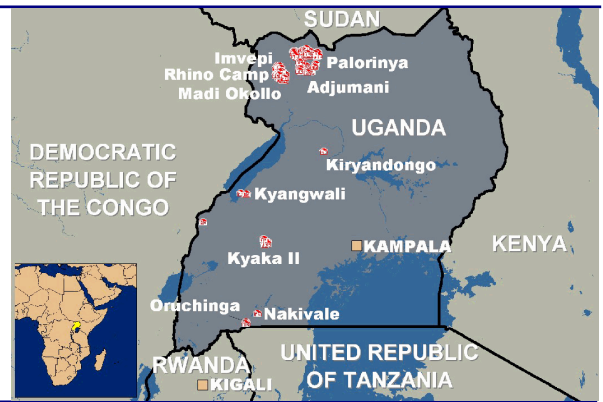 SUDAN
Imvepi
Rhino Camp
Madi Okollo
Palorinya
Adjumani
UGANDA
Kiryandongo
DEMOCRATIC
REPUBLIC OF
THE CONGO
Kyangwali
KAMPALA
KENYA
Kyaka II
Oruchinga
Nakivale
RWANDA
KIGALI
UNITED REPUBLIC
OF TANZANIA